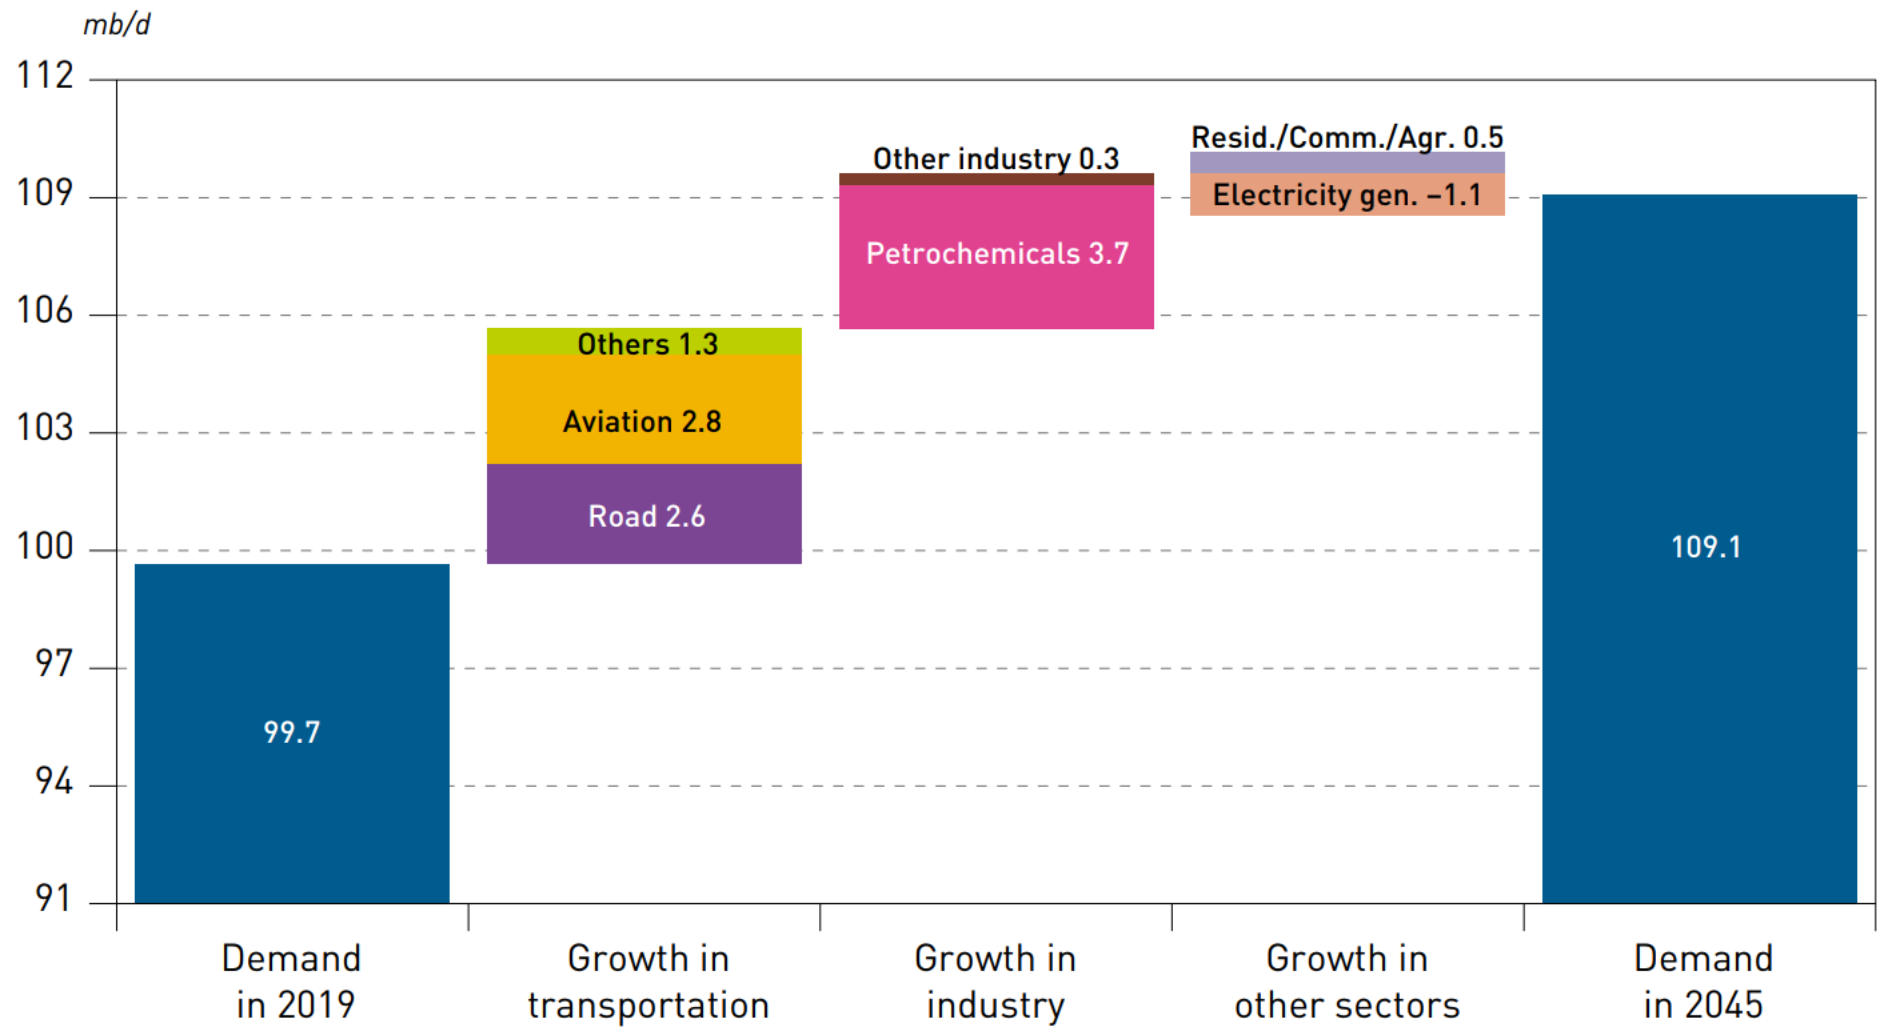 mb/d
112
109
106
103
100
97
94
91
99.7
Others 1.3
Aviation 2.8
Road 2.6
Other industry 0.3
Petrochemicals 3.7
Resid./Comm./Agr. 0.5
Electricity gen. –1.1
109.1
Demand
in 2019
Growth in
transportation
Growth in
industry
Growth in
other sectors
Demand
in 2045